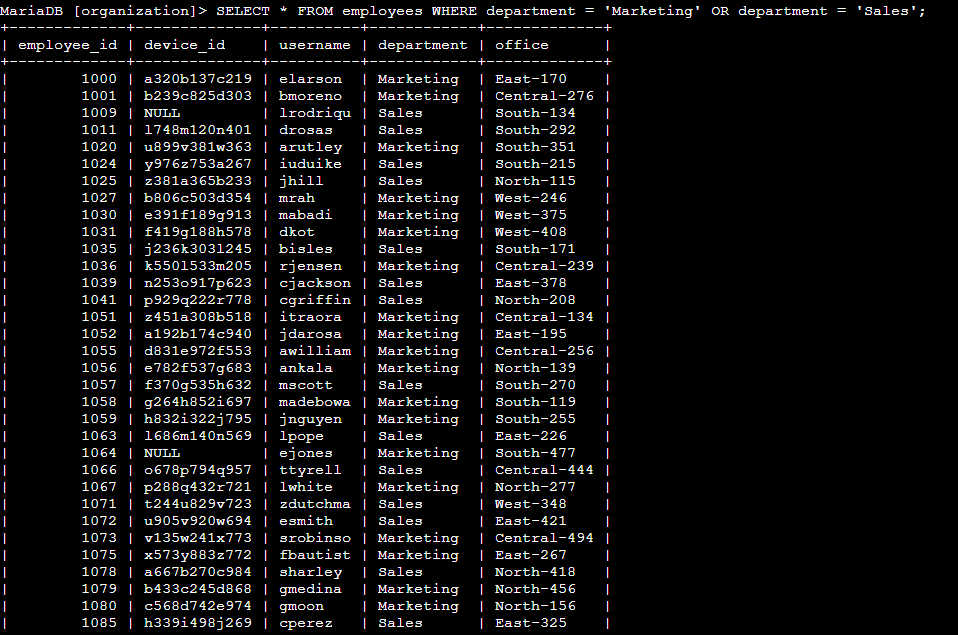 MariaDB [organization]> SELECT * FROM employees WHERE department = 'Marketing' OR department = 'Sales';
+-------------+--------------+----------+------------+-------------+
| employee_id | device_id    | username | department | office      |
+-------------+--------------+----------+------------+-------------+
|        1000 | a320b137c219 | elarson  | Marketing  | East-170    |
|        1001 | b239c825d303 | bmoreno  | Marketing  | Central-276 |
|        1009 | NULL         | lrodriqu | Sales      | South-134   |
|        1011 | l748m120n401 | drosas   | Sales      | South-292   |
|        1020 | u899v381w363 | arutley  | Marketing  | South-351   |
|        1024 | y976z753a267 | iuduike  | Sales      | South-215   |
|        1025 | z381a365b233 | jhill    | Sales      | North-115   |
|        1027 | b806c503d354 | mrah     | Marketing  | West-246    |
|        1030 | e391f189g913 | mabadi   | Marketing  | West-375    |
|        1031 | f419g188h578 | dkot     | Marketing  | West-408    |
|        1035 | j236k303l245 | bisles   | Sales      | South-171   |
|        1036 | k550l533m205 | rjensen  | Marketing  | Central-239 |
|        1039 | n253o917p623 | cjackson | Sales      | East-378    |
|        1041 | p929q222r778 | cgriffin | Sales      | North-208   |
|        1051 | z451a308b518 | itraora  | Marketing  | Central-134 |
|        1052 | a192b174c940 | jdarosa  | Marketing  | East-195    |
|        1055 | d831e972f553 | awilliam | Marketing  | Central-256 |
|        1056 | e782f537g683 | ankala   | Marketing  | North-139   |
|        1057 | f370g535h632 | mscott   | Sales      | South-270   |
|        1058 | g264h852i697 | madebowa | Marketing  | South-119   |
|        1059 | h832i322j795 | jnguyen  | Marketing  | South-255   |
|        1063 | l686m140n569 | lpope    | Sales      | East-226    |
|        1064 | NULL         | ejones   | Marketing  | South-477   |
|        1066 | o678p794q957 | ttyrell  | Sales      | Central-444 |
|        1067 | p288q432r721 | lwhite   | Marketing  | North-277   |
|        1071 | t244u829v723 | zdutchma | Sales      | West-348    |
|        1072 | u905v920w694 | esmith   | Sales      | East-421    |
|        1073 | v135w241x773 | srobinso | Marketing  | Central-494 |
|        1075 | x573y883z772 | fbautist | Marketing  | East-267    |
|        1078 | a667b270c984 | sharley  | Sales      | North-418   |
|        1079 | b433c245d868 | gmedina  | Marketing  | North-456   |
|        1080 | c568d742e974 | gmoon    | Marketing  | North-156   |
|        1085 | h339i498j269 | cperez   | Sales      | East-325    |